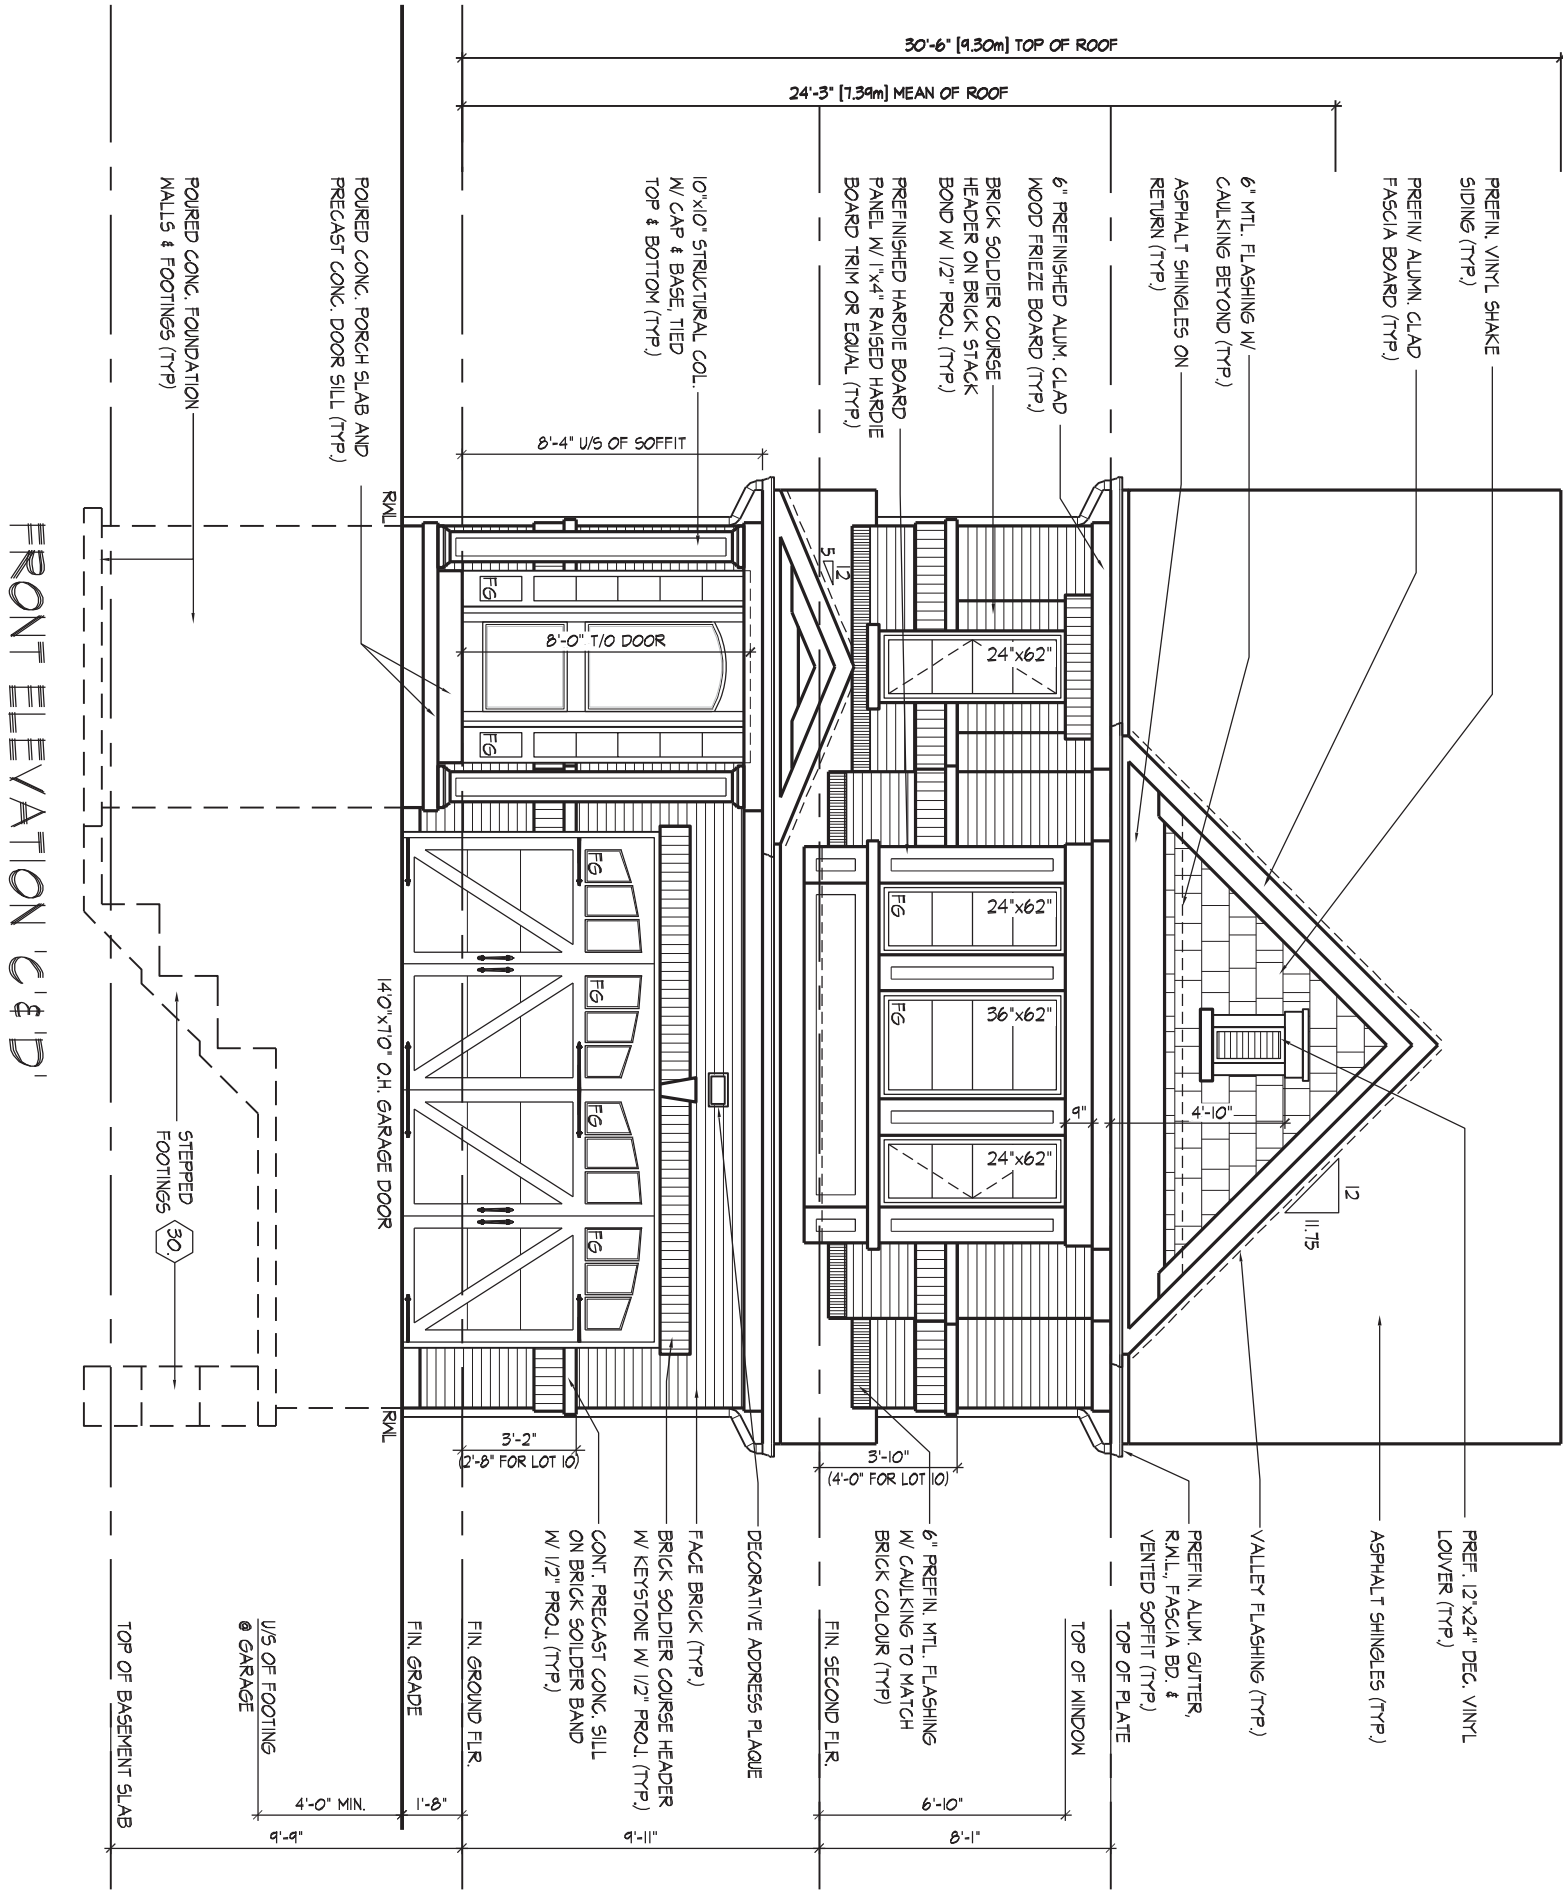 30'-6" [9.30m] TOP OF ROOF
24'-3" [7.39m] MEAN OF ROOF
PREFIN. VINYL SHAKE
SIDING (TYP.)
PREFIN/ ALUMN. CLAD
FASCIA BOARD (TYP.)
6" MTL. FLASHING W/
CAULKING BEYOND (TYP.)
ASPHALT SHINGLES ON
RETURN (TYP.)
6" PREFINISHED ALUM. CLAD
WOOD FRIEZE BOARD (TYP.)
BRICK SOLDIER COURSE
HEADER ON BRICK STACK
BOND W/ 1/2" PROJ. (TYP.)
PREFINISHED HARDIE BOARD
PANEL W/ 1"x4" RAISED HARDIE
BOARD TRIM OR EQUAL (TYP.)
10"x10" STRUCTURAL COL.
W/ CAP & BASE, TIED
TOP & BOTTOM (TYP.)
POURED CONC. PORCH SLAB AND
PRECAST CONC. DOOR SILL (TYP.)
POURED CONC. FOUNDATION
WALLS & FOOTINGS (TYP)
8'-4" U/S OF SOFFIT
8'-0" T/O DOOR
RWL
FG
FG
12
5
24"x62"
24"x62"
FG
36"x62"
FG
24"x62"
9"
4'-10"
12
11.75
FG
FG
FG
FG
14'0"x7'0" O.H. GARAGE DOOR
RWL
3'-2"
(2'-8" FOR LOT 10)
3'-10"
(4'-0" FOR LOT 10)
STEPPED
FOOTINGS
30.
PREF. 12"x24" DEC. VINYL
LOUVER (TYP.)
ASPHALT SHINGLES (TYP.)
VALLEY FLASHING (TYP.)
PREFIN. ALUM. GUTTER,
R.W.L., FASCIA BD. &
VENTED SOFFIT (TYP.)
6" PREFIN. MTL. FLASHING
W/ CAULKING TO MATCH
BRICK COLOUR (TYP)
DECORATIVE ADDRESS PLAQUE
FACE BRICK (TYP.)
BRICK SOLDIER COURSE HEADER
W/ KEYSTONE W/ 1/2" PROJ. (TYP.)
CONT. PRECAST CONC. SILL
ON BRICK SOILDER BAND
W/ 1/2" PROJ. (TYP.)
TOP OF PLATE
TOP OF WINDOW
FIN. SECOND FLR.
FIN. GROUND FLR.
FIN. GRADE
U/S OF FOOTING
@ GARAGE
TOP OF BASEMENT SLAB
8'-1"
6'-10"
9'-11"
1'-8"
4'-0" MIN.
9'-9"
FRONT ELEVATION 'C'&'D'